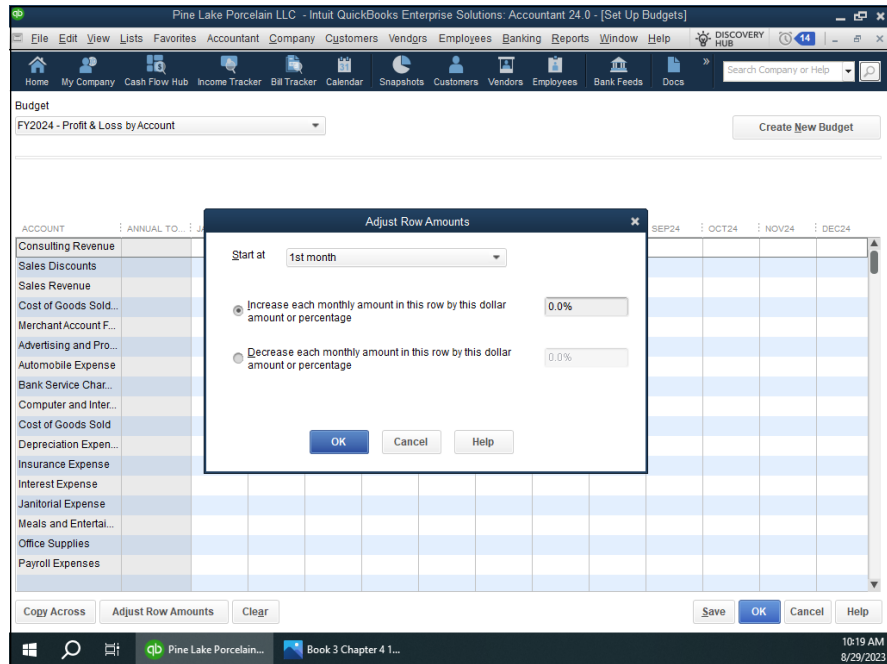 Pine Lake Porcelain LLC - Intuit QuickBooks Enterprise Solutions: Accountant 24.0 - [Set Up Budgets]
File Edit View Lists Favorites Accountant Company Customers Vendors Employees Banking Reports Window Help DISCOVERY HUB 14
Home My Company Cash Flow Hub Income Tracker Bill Tracker Calendar Snapshots Customers Vendors Employees Bank Feeds Docs » Search Company or Help
Budget
FY2024 - Profit & Loss by Account
Create New Budget
Adjust Row Amounts
ACCOUNT ANNUAL TO... SEP24 OCT24 NOV24 DEC24
Start at 1st month
Increase each monthly amount in this row by this dollar
amount or percentage
0.0%
Decrease each monthly amount in this row by this dollar
amount or percentage
0.0%
OK Cancel Help
Consulting Revenue
Sales Discounts
Sales Revenue
Cost of Goods Sold...
Merchant Account F...
Advertising and Pro...
Automobile Expense
Bank Service Char...
Computer and Inter...
Cost of Goods Sold
Depreciation Expen...
Insurance Expense
Interest Expense
Janitorial Expense
Meals and Entertai...
Office Supplies
Payroll Expenses
Copy Across Adjust Row Amounts Clear Save OK Cancel Help
qb Pine Lake Porcelain... Book 3 Chapter 4 1... 10:19 AM
8/29/2023